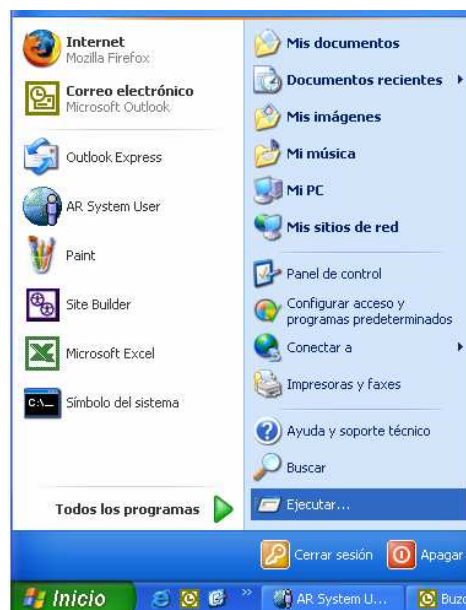 Internet
Mozilla Firefox
Correo electrónico
Microsoft Outlook
Outlook Express
AR System User
Paint
Site Builder
Microsoft Excel
C:\_
Símbolo del sistema
Todos los programas
Mis documentos
Documentos recientes
Mis imágenes
Mi música
Mi PC
Mis sitios de red
Panel de control
Configurar acceso y
programas predeterminados
Conectar a
Impresoras y faxes
Ayuda y soporte técnico
Buscar
Ejecutar...
Cerrar sesión
Apagar
Inicio
»
AR System U...
Buzo